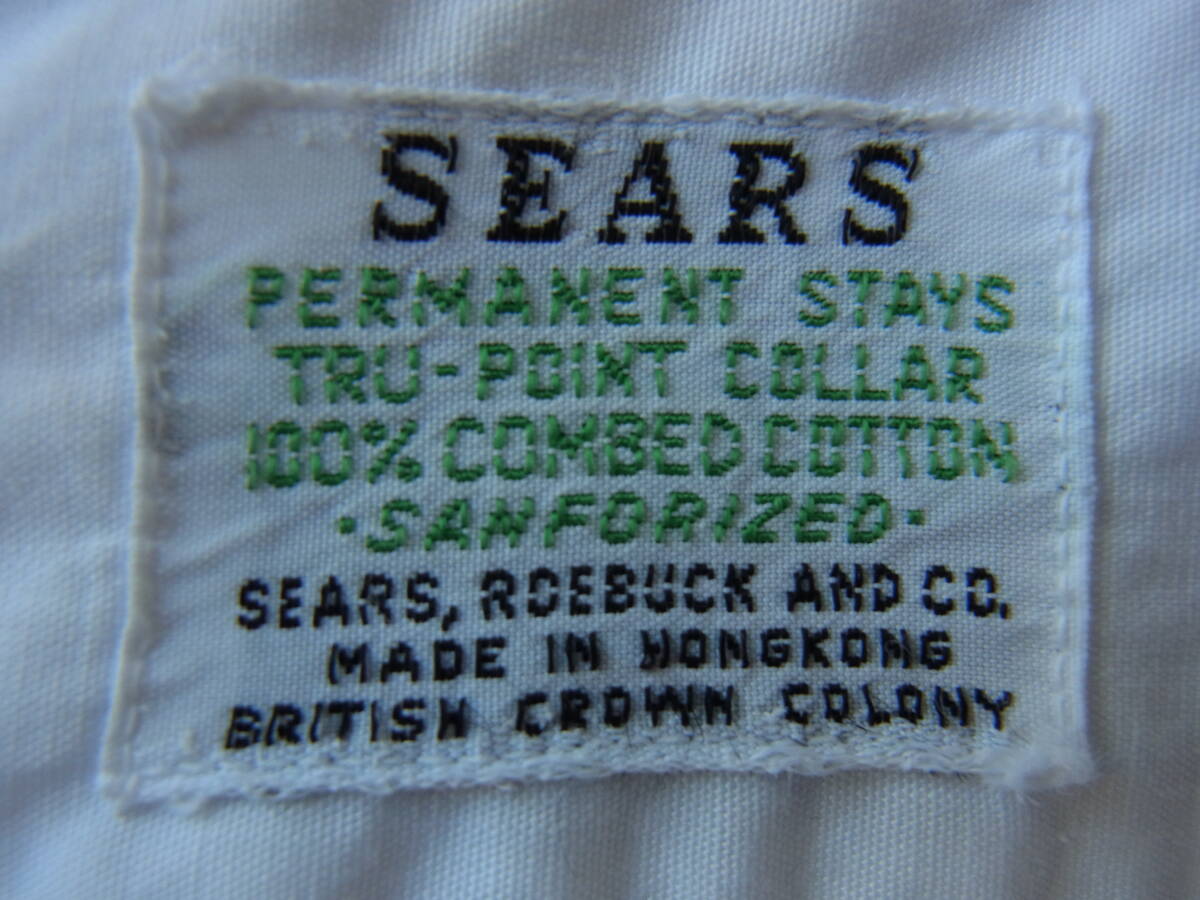 SEARS
PERMANENT STAYS
TRU-POINT COLLAR
100% COMBED COTTON
·SANFORIZED·
SEARS, ROEBUCK AND CO.
MADE IN HONGKONG
BRITISH CROWN COLONY